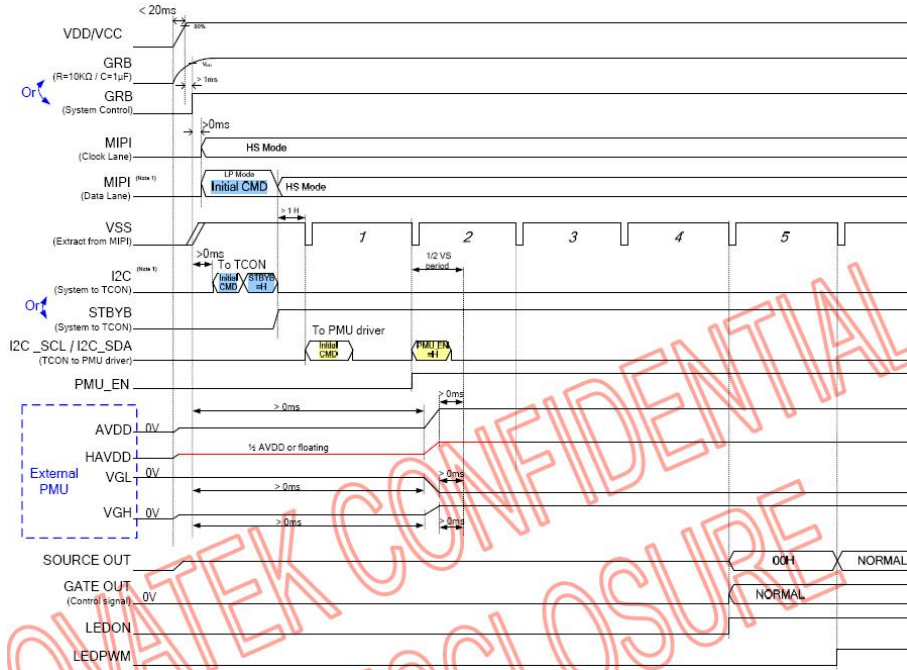 < 20ms
VDD/VCC
90%
GRB
(R=10KΩ / C=1µF)
> 1ms
Or
GRB
(System Control)
>0ms
MIPI
(Clock Lane)
HS Mode
MIPI (Note 1)
(Data Lane)
LP Mode
Initial CMD
HS Mode
> 1 H
VSS
(Extract from MIPI)
1
2
3
4
5
>0ms
To TCON
1/2 VS
period
I2C (Note 1)
(System to TCON)
Initial
CMD
STBYB
=H
Or
STBYB
(System to TCON)
To PMU driver
I2C _SCL / I2C_SDA
(TCON to PMU driver)
Initial
CMD
PMU_EN
=H
PMU_EN
> 0ms
> 0ms
AVDD 0V
HAVDD
½ AVDD or floating
External
PMU
VGL 0V
> 0ms
> 0ms
VGH 0V
> 0ms
> 0ms
SOURCE OUT
00H
NORMAL
GATE OUT
(Control signal) 0V
NORMAL
LEDON
LEDPWM
OVATEK CONFIDENTIAL
SCLOSURE